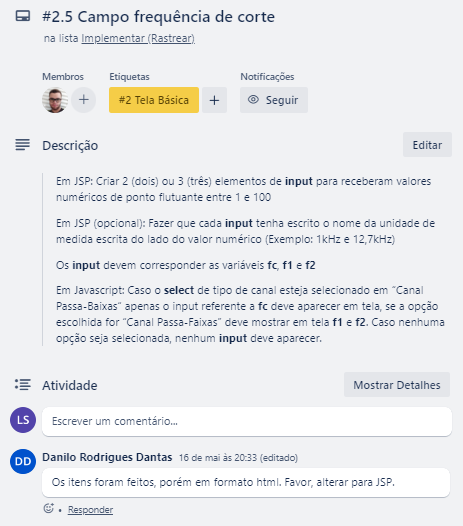 #2.5 Campo frequência de corte
na lista Implementar (Rastrear)
Membros Etiquetas Notificações
+ #2 Tela Básica + Seguir
Descrição Editar
Em JSP: Criar 2 (dois) ou 3 (três) elementos de input para receberam valores
numéricos de ponto flutuante entre 1 e 100
Em JSP (opcional): Fazer que cada input tenha escrito o nome da unidade de
medida escrita do lado do valor numérico (Exemplo: 1kHz e 12,7kHz)
Os input devem corresponder as variáveis fc, f1 e f2
Em Javascript: Caso o select de tipo de canal esteja selecionado em “Canal
Passa-Baixas” apenas o input referente a fc deve aparecer em tela, se a opção
escolhida for “Canal Passa-Faixas” deve mostrar em tela f1 e f2. Caso nenhuma
opção seja selecionada, nenhum input deve aparecer.
Atividade Mostrar Detalhes
LS Escrever um comentário...
DD Danilo Rodrigues Dantas 16 de mai às 20:33 (editado)
Os itens foram feitos, porém em formato html. Favor, alterar para JSP.
• Responder